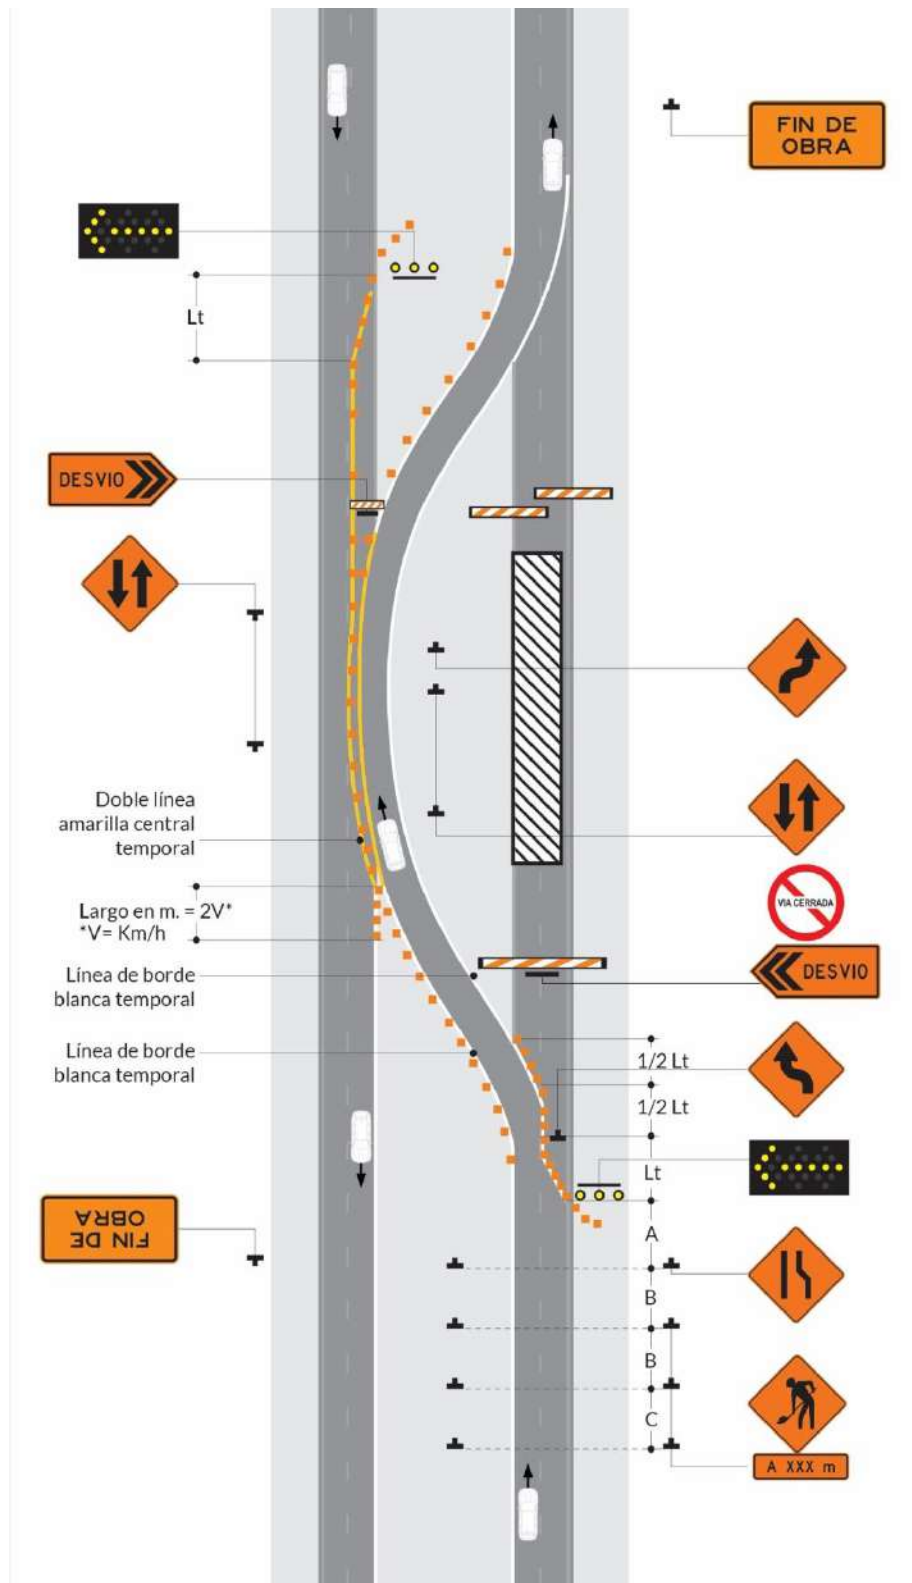 FIN DE
OBRA
Lt
DESVIO
Doble línea
amarilla central
temporal
Largo en m. = 2V*
*V= Km/h
VIA CERRADA
DESVIO
Línea de borde
blanca temporal
Línea de borde
blanca temporal
1/2 Lt
1/2 Lt
Lt
FIN DE
OBRA
A
B
B
C
A XXX m